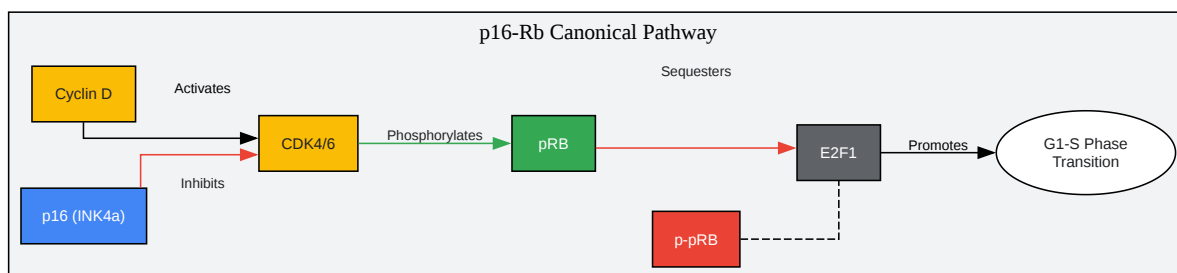 p16-Rb Canonical Pathway
Sequesters
Cyclin D
Activates
CDK4/6
Phosphorylates
pRB
E2F1
Promotes
G1-S Phase
Transition
Inhibits
p16 (INK4a)
p-pRB